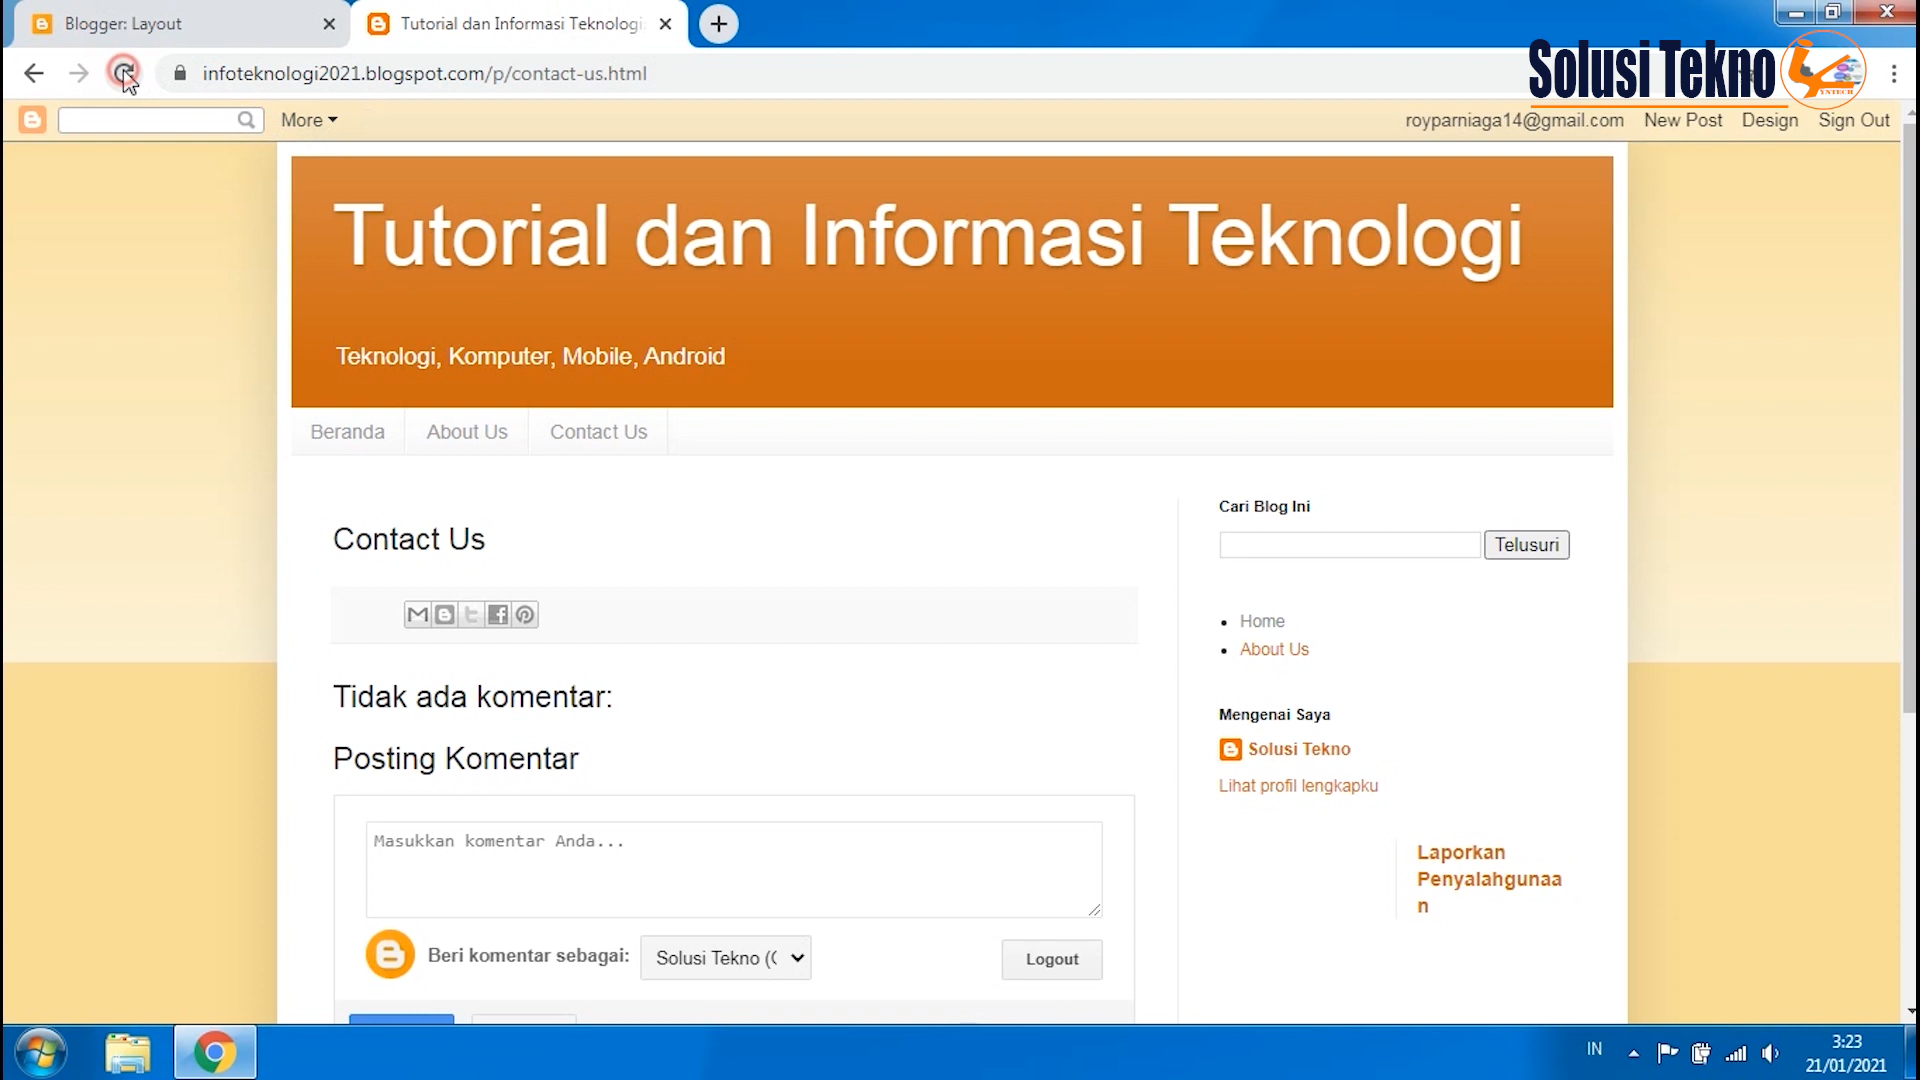 Blogger: Layout
Tutorial dan Informasi Teknologi
infoteknologi2021.blogspot.com/p/contact-us.html
Solusi Tekno
YNTECH
More
royparniaga14@gmail.com New Post Design Sign Out
Tutorial dan Informasi Teknologi
Teknologi, Komputer, Mobile, Android
Beranda About Us Contact Us
Contact Us
Tidak ada komentar:
Posting Komentar
Masukkan komentar Anda...
Beri komentar sebagai: Solusi Tekno (
Logout
Cari Blog Ini
Telusuri
Home
About Us
Mengenai Saya
Solusi Tekno
Lihat profil lengkapku
Laporkan
Penyalahgunaa
n
IN
3:23
21/01/2021